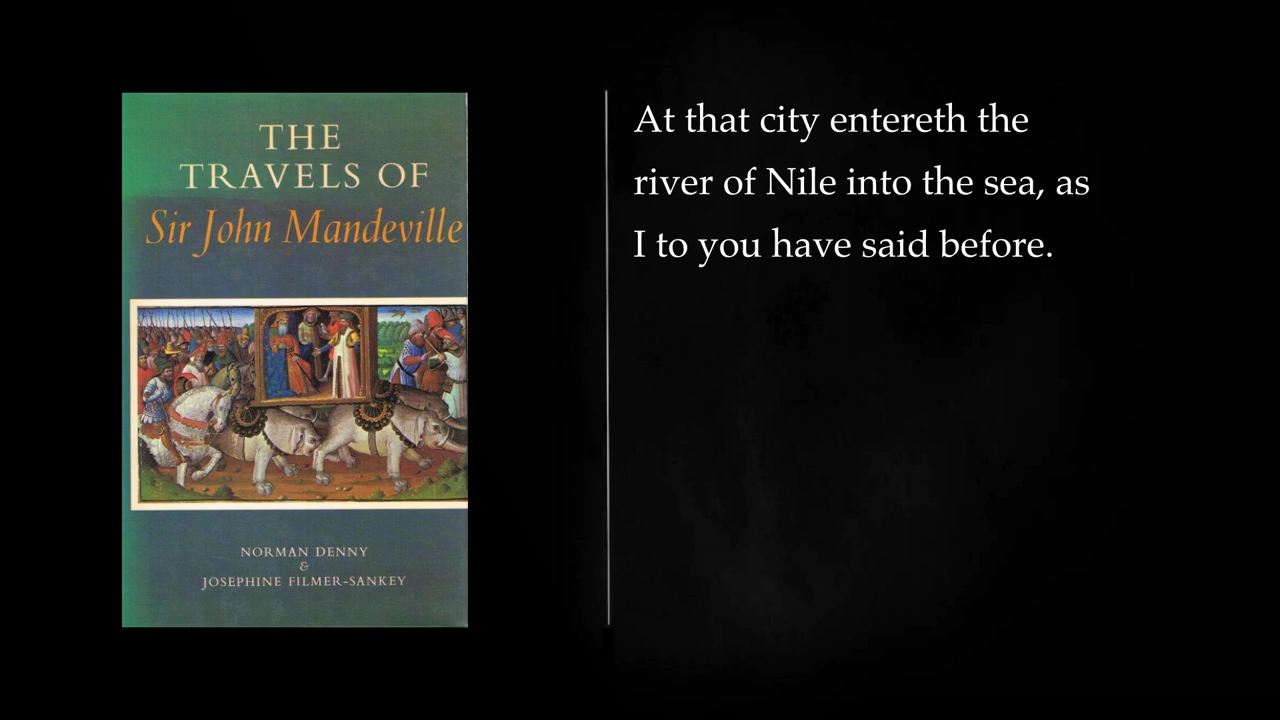 THE
TRAVELS OF
Sir John Mandeville
NORMAN DENNY
&
JOSEPHINE FILMER-SANKEY
At that city entereth the
river of Nile into the sea, as
I to you have said before.